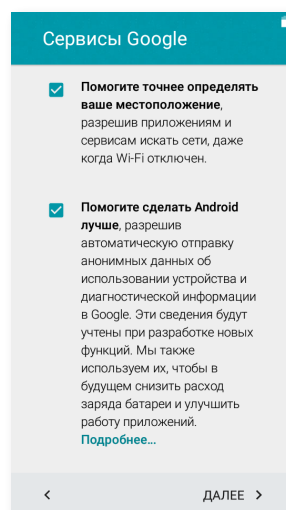 Сервисы Google
Помогите точнее определять
ваше местоположение,
разрешив приложениям и
сервисам искать сети, даже
когда Wi-Fi отключен.
Помогите сделать Android
лучше, разрешив
автоматическую отправку
анонимных данных об
использовании устройства и
диагностической информации
в Google. Эти сведения будут
учтены при разработке новых
функций. Мы также
используем их, чтобы в
будущем снизить расход
заряда батареи и улучшить
работу приложений.
Подробнее...
ДАЛЕЕ